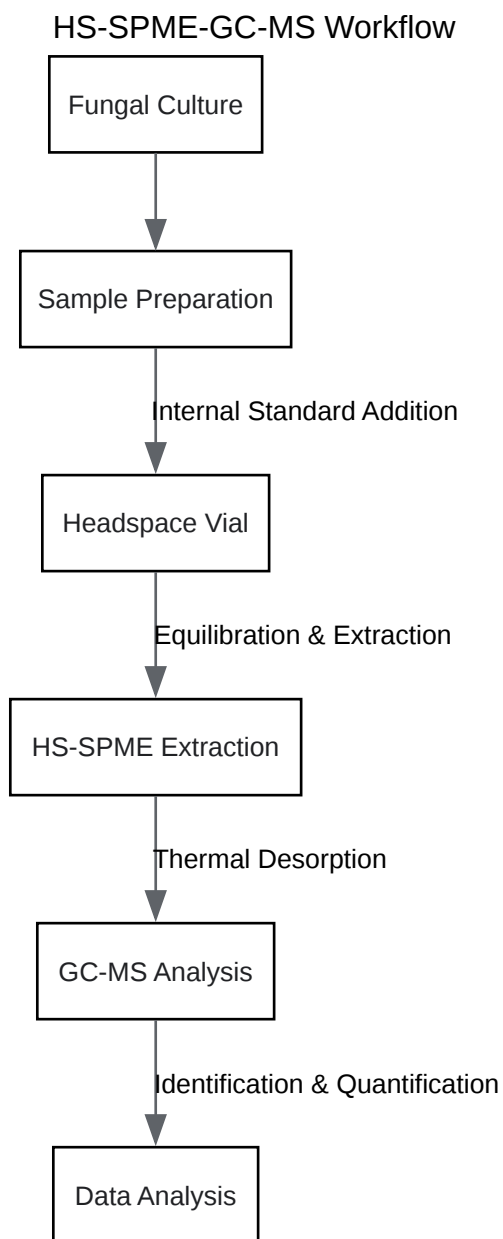 HS-SPME-GC-MS Workflow
Fungal Culture
Sample Preparation
Internal Standard Addition
Headspace Vial
Equilibration & Extraction
HS-SPME Extraction
Thermal Desorption
GC-MS Analysis
Identification & Quantification
Data Analysis